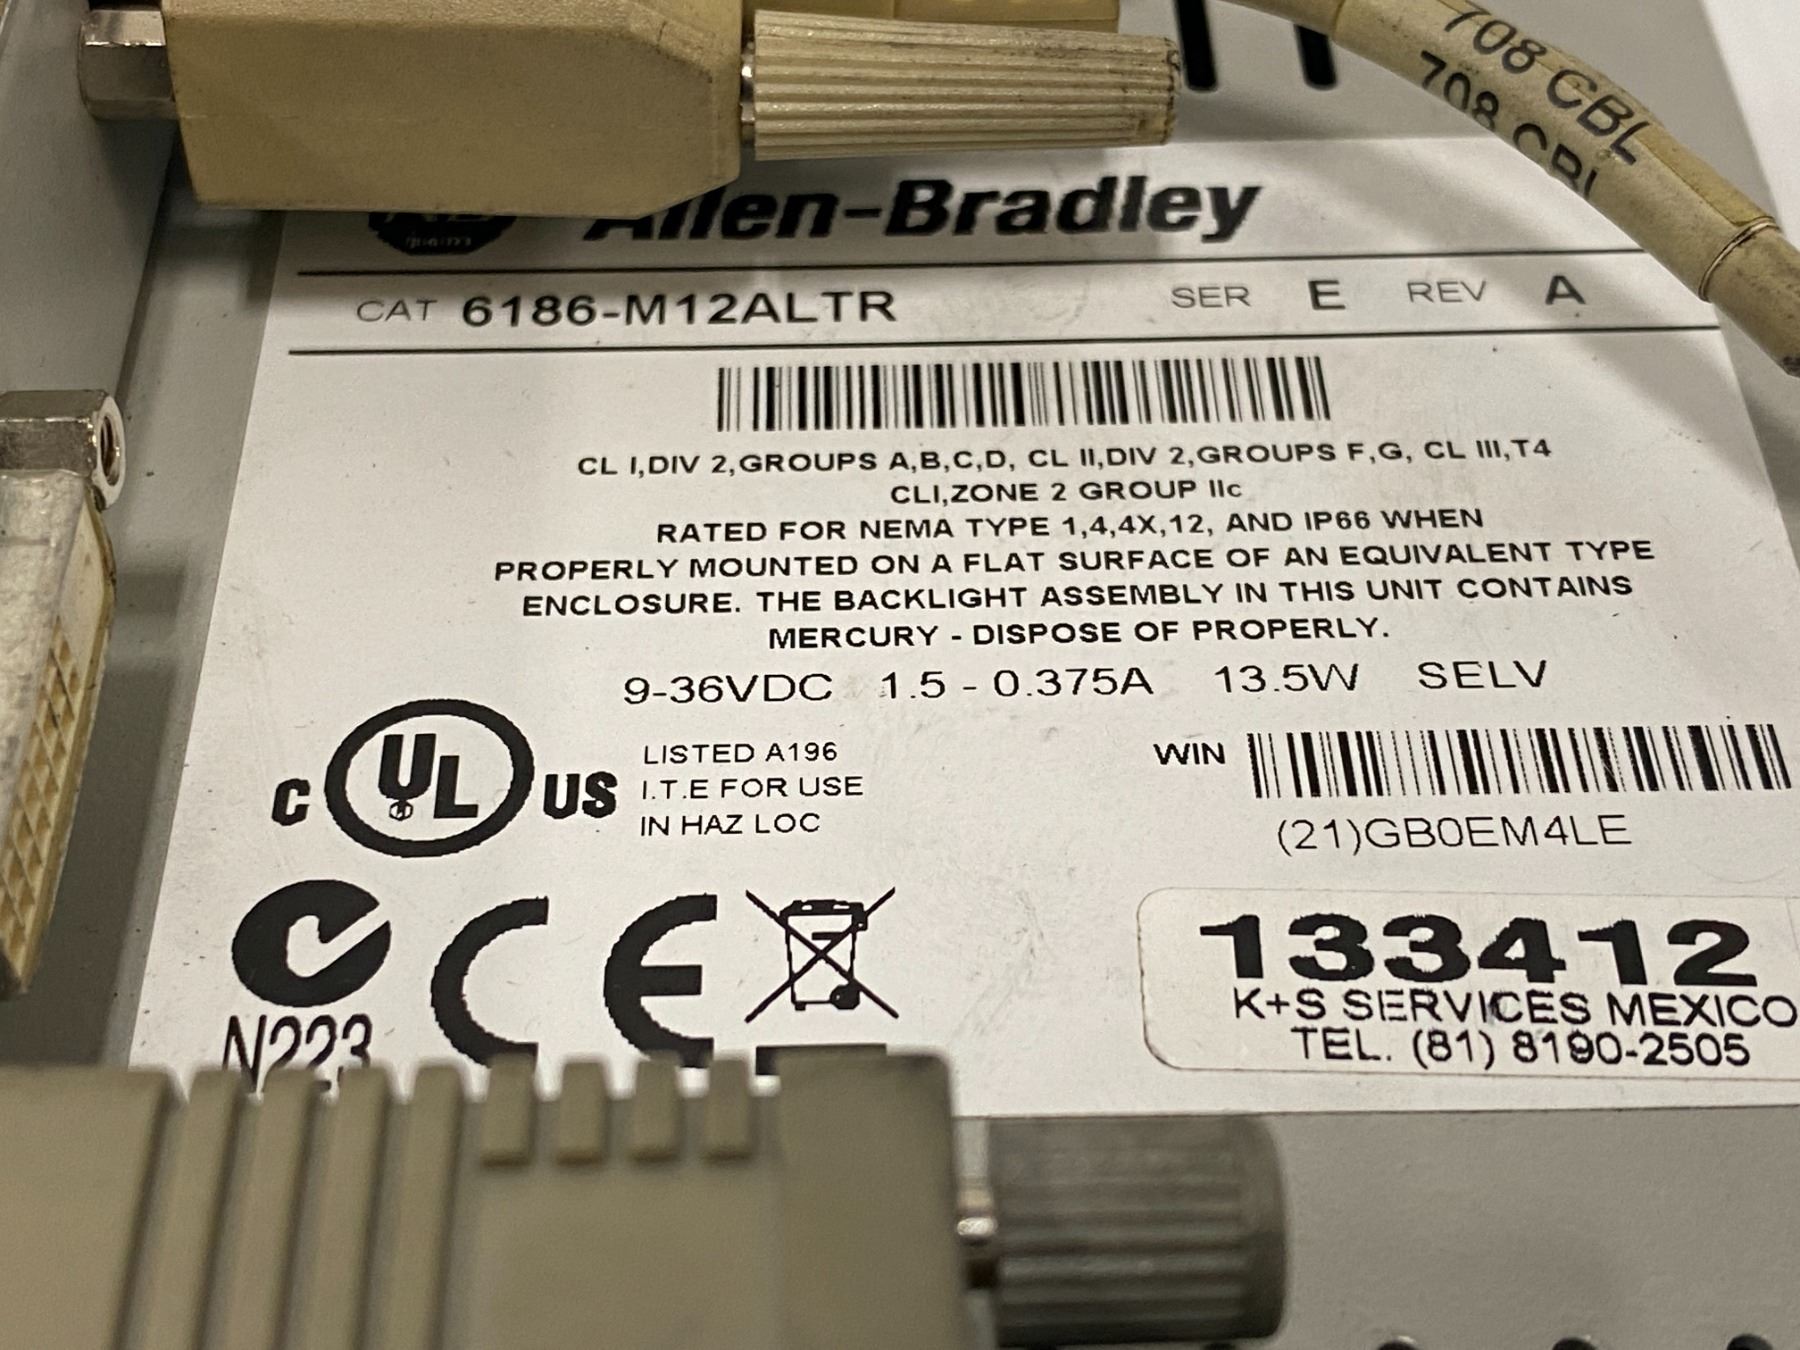 708 CBL
708 CBL
Allen-Bradley
CAT 6186-M12ALTR SER E REV A
CL I,DIV 2,GROUPS A,B,C,D, CL II,DIV 2,GROUPS F,G, CL III,T4
CLI,ZONE 2 GROUP IIc
RATED FOR NEMA TYPE 1,4,4X,12, AND IP66 WHEN
PROPERLY MOUNTED ON A FLAT SURFACE OF AN EQUIVALENT TYPE
ENCLOSURE. THE BACKLIGHT ASSEMBLY IN THIS UNIT CONTAINS
MERCURY - DISPOSE OF PROPERLY.
9-36VDC 1.5 - 0.375A 13.5W SELV
C UL US
LISTED A196
I.T.E FOR USE
IN HAZ LOC
WIN
(21)GB0EM4LE
N223
CE
133412
K+S SERVICES MEXICO
TEL. (81) 8190-2505